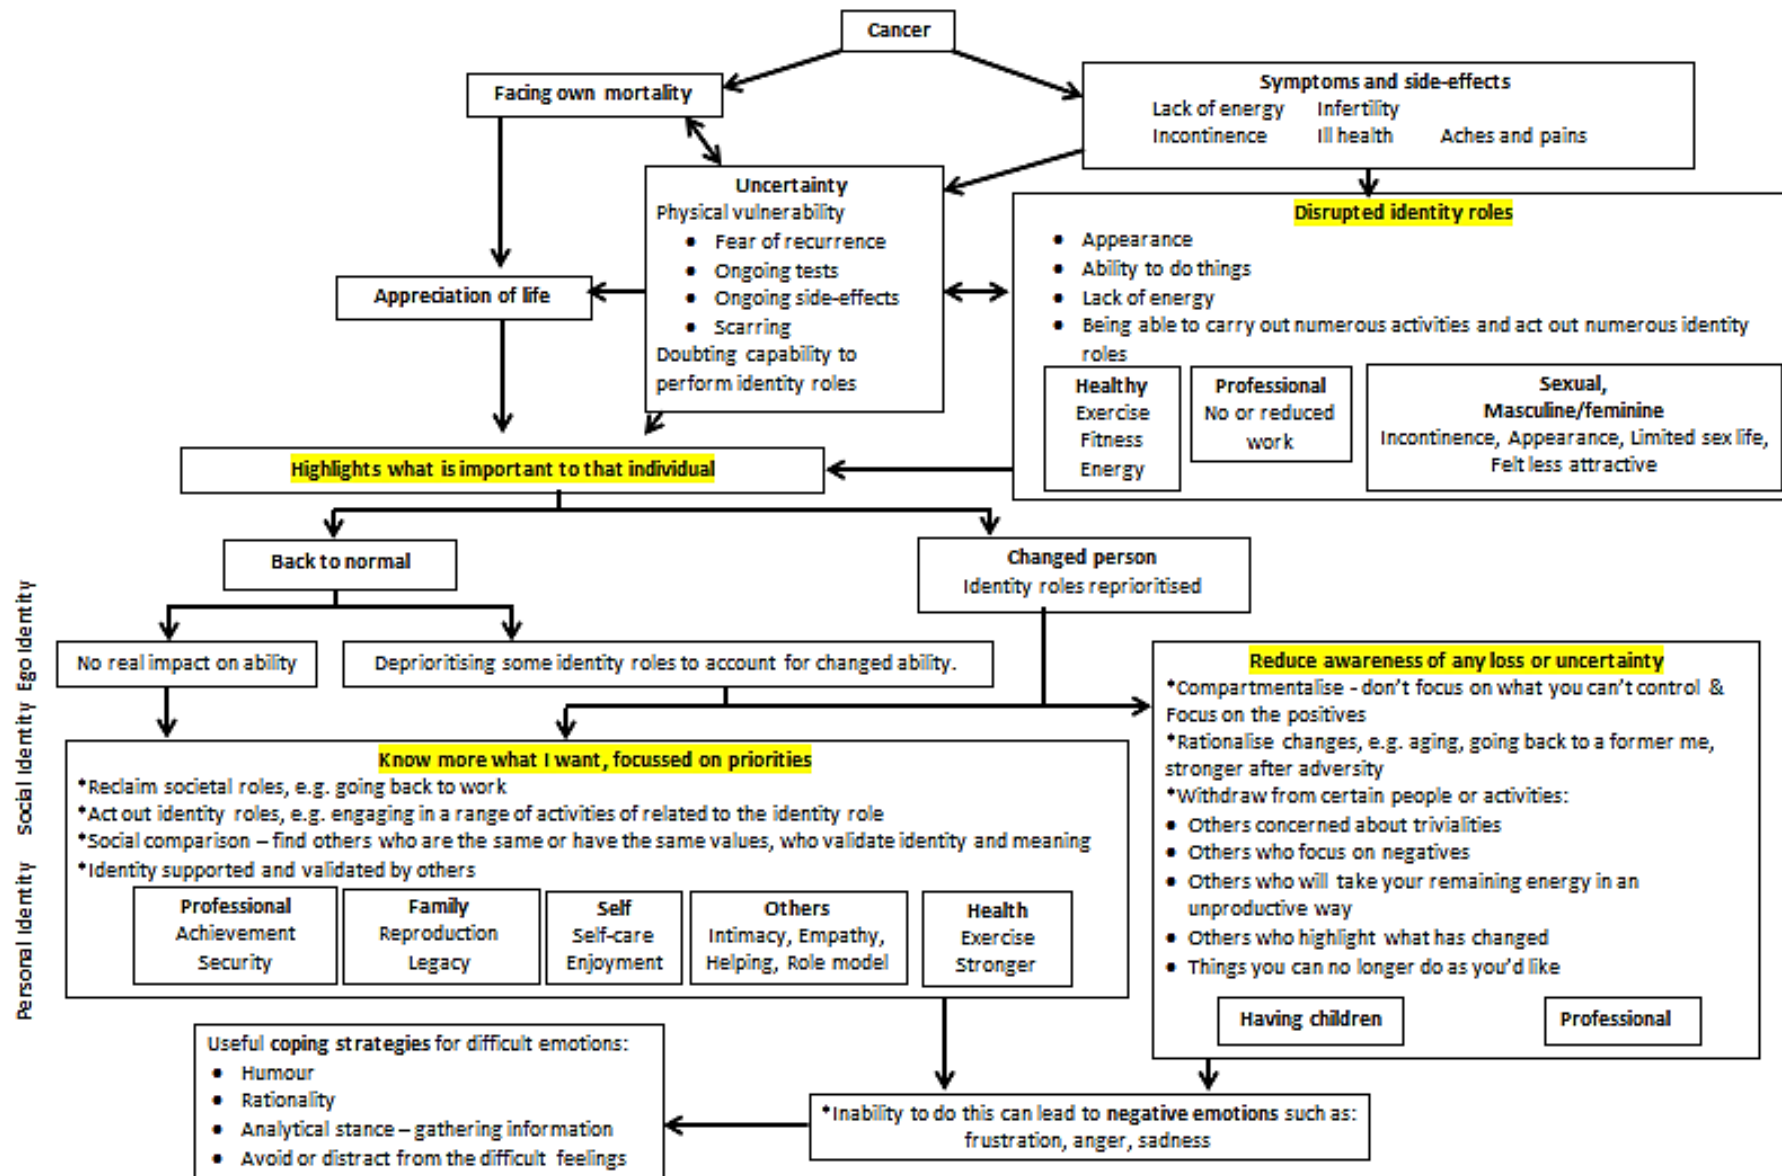 Cancer
Facing own mortality
Symptoms and side-effects
Lack of energy Infertility
Incontinence Ill health Aches and pains
Uncertainty
Physical vulnerability
• Fear of recurrence
• Ongoing tests
• Ongoing side-effects
• Scarring
Doubting capability to
perform identity roles
Disrupted identity roles
• Appearance
• Ability to do things
• Lack of energy
• Being able to carry out numerous activities and act out numerous identity
roles
Healthy
Exercise
Fitness
Energy
Professional
No or reduced
work
Sexual,
Masculine/feminine
Incontinence, Appearance, Limited sex life,
Felt less attractive
Appreciation of life
Highlights what is important to that individual
Back to normal
Changed person
Identity roles reprioritised
No real impact on ability
Deprioritising some identity roles to account for changed ability.
Personal Identity Social Identity Ego Identity
Know more what I want, focussed on priorities
*Reclaim societal roles, e.g. going back to work
*Act out identity roles, e.g. engaging in a range of activities of related to the identity role
*Social comparison – find others who are the same or have the same values, who validate identity and meaning
*Identity supported and validated by others
Professional
Achievement
Security
Family
Reproduction
Legacy
Self
Self-care
Enjoyment
Others
Intimacy, Empathy,
Helping, Role model
Health
Exercise
Stronger
Reduce awareness of any loss or uncertainty
*Compartmentalise - don't focus on what you can't control &
Focus on the positives
*Rationalise changes, e.g. aging, going back to a former me,
stronger after adversity
*Withdraw from certain people or activities:
• Others concerned about trivialities
• Others who focus on negatives
• Others who will take your remaining energy in an
unproductive way
• Others who highlight what has changed
• Things you can no longer do as you'd like
Having children
Professional
Useful coping strategies for difficult emotions:
• Humour
• Rationality
• Analytical stance – gathering information
• Avoid or distract from the difficult feelings
*Inability to do this can lead to negative emotions such as:
frustration, anger, sadness